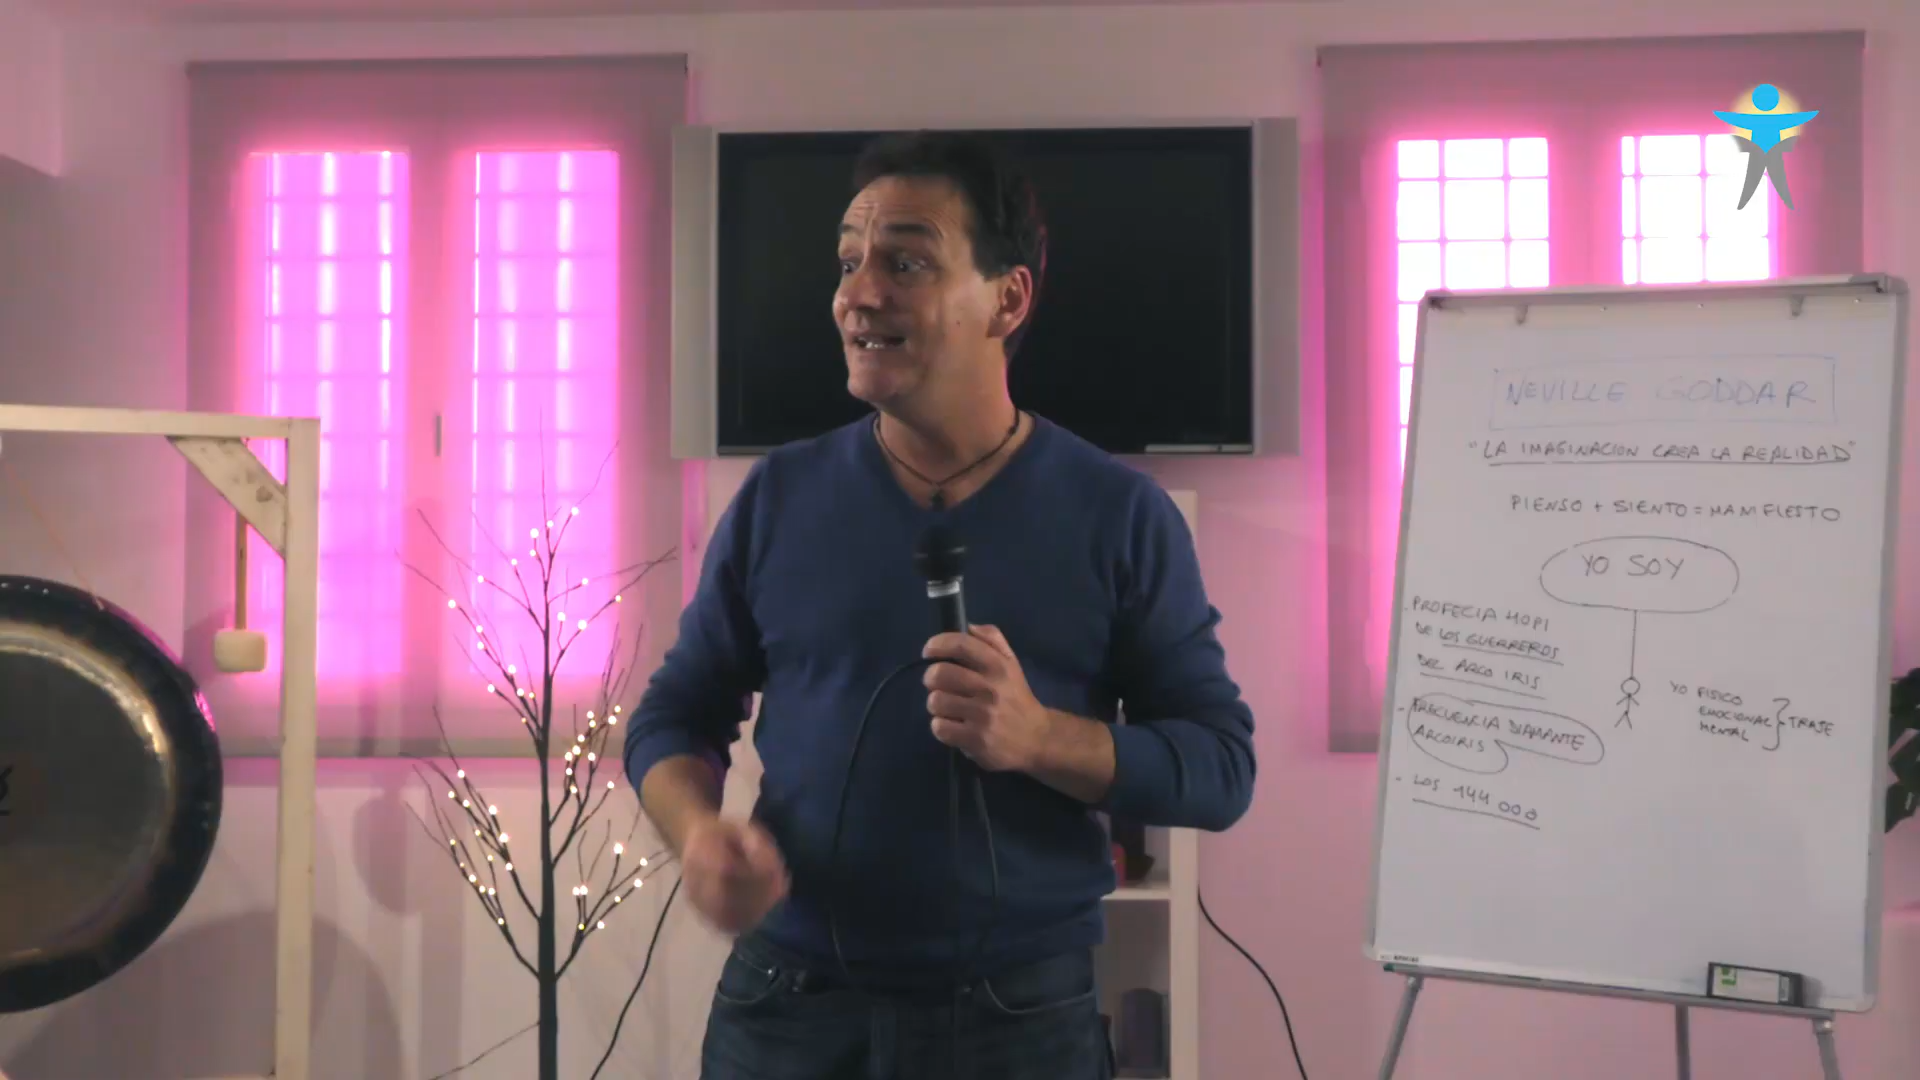 NEVILLE GODDAR
"LA IMAGINACION CREA LA REALIDAD"
PIENSO + SIENTO = MANIFIESTO
YO SOY
- PROFECIA HOPI
DE LOS GUERREROS
DEL ARCO IRIS
- FRECUENCIA DIAMANTE
ARCOIRIS
- LOS 144 000
YO FISICO
EMOCIONAL
MENTAL
TRAJE